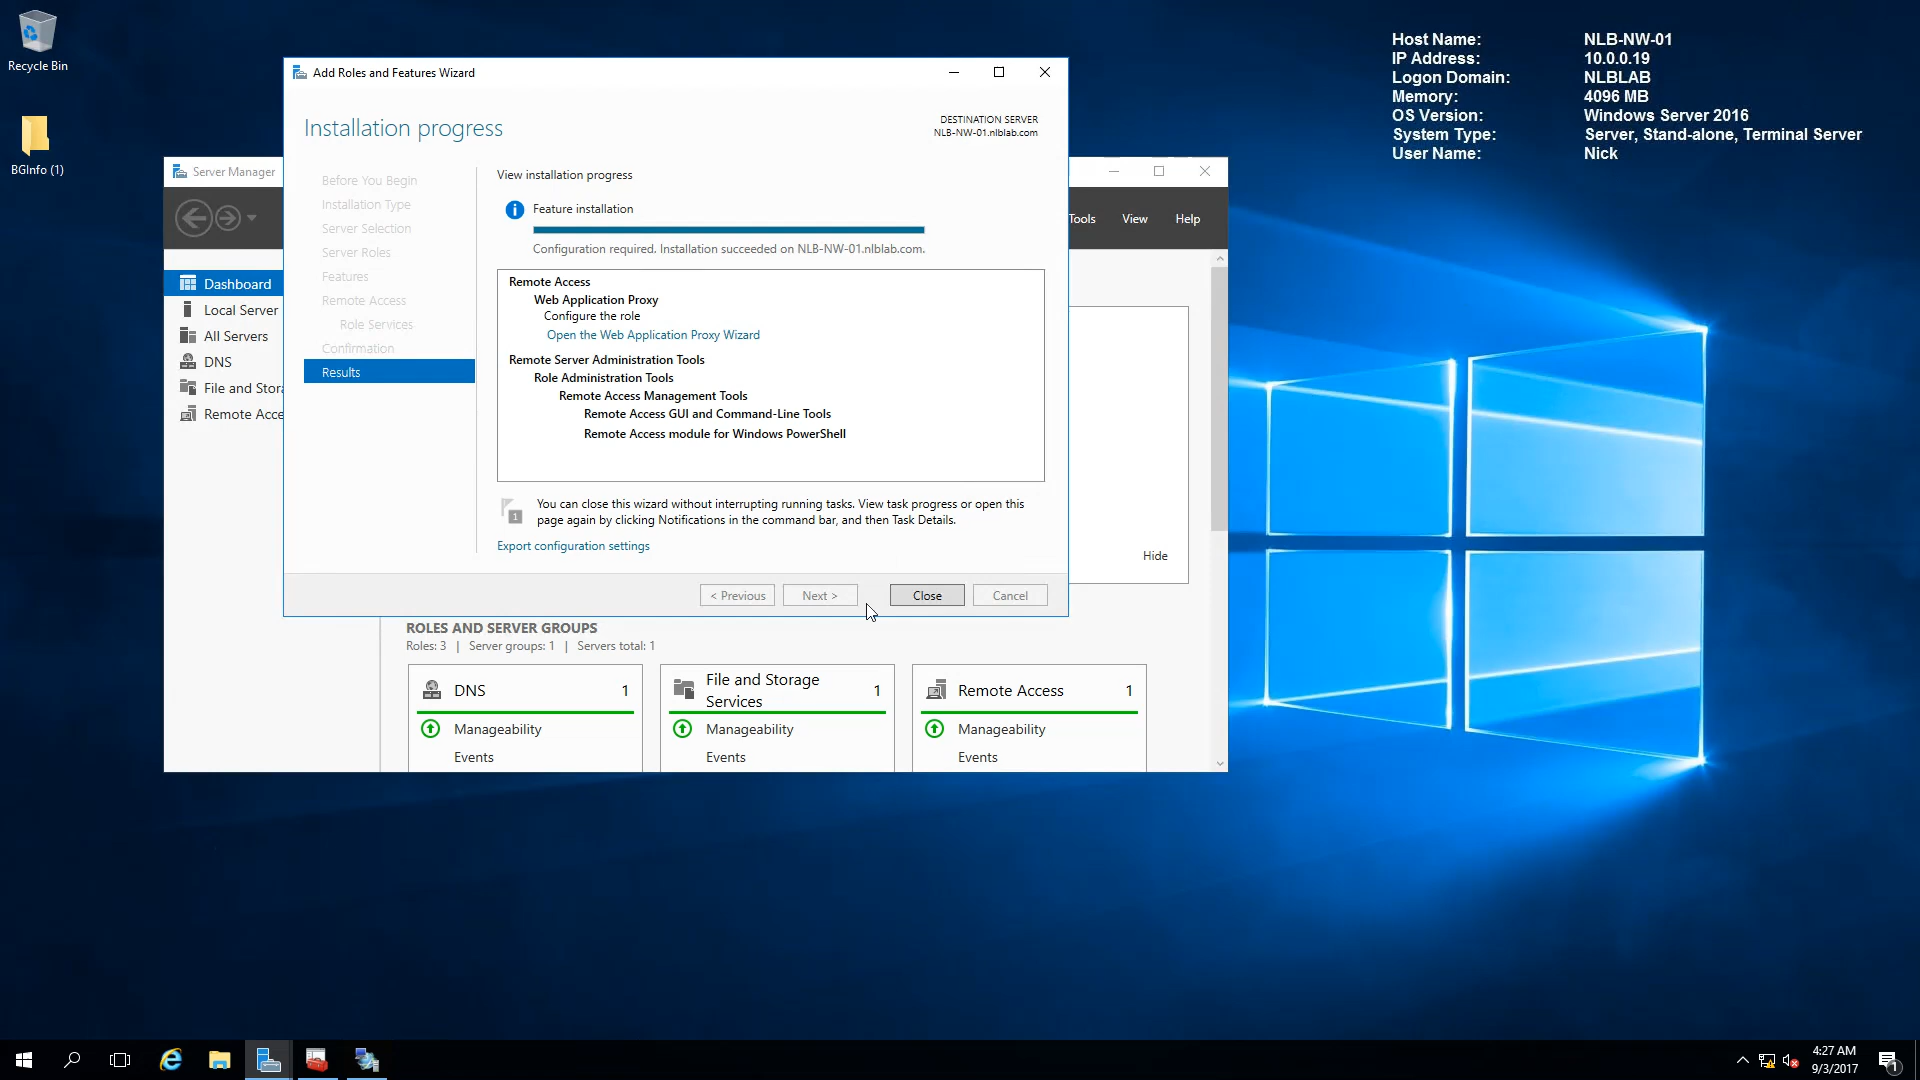 Recycle Bin
BGInfo (1)
Host Name: NLB-NW-01
IP Address: 10.0.0.19
Logon Domain: NLBLAB
Memory: 4096 MB
OS Version: Windows Server 2016
System Type: Server, Stand-alone, Terminal Server
User Name: Nick
Server Manager
Tools View Help
Dashboard
Local Server
All Servers
DNS
File and Stora
Remote Acce
Add Roles and Features Wizard
Installation progress
DESTINATION SERVER
NLB-NW-01.nlblab.com
Before You Begin
Installation Type
Server Selection
Server Roles
Features
Remote Access
Role Services
Confirmation
Results
View installation progress
Feature installation
Configuration required. Installation succeeded on NLB-NW-01.nlblab.com.
Remote Access
Web Application Proxy
Configure the role
Open the Web Application Proxy Wizard
Remote Server Administration Tools
Role Administration Tools
Remote Access Management Tools
Remote Access GUI and Command-Line Tools
Remote Access module for Windows PowerShell
1
You can close this wizard without interrupting running tasks. View task progress or open this
page again by clicking Notifications in the command bar, and then Task Details.
Export configuration settings
< Previous Next > Close Cancel
Hide
ROLES AND SERVER GROUPS
Roles: 3 | Server groups: 1 | Servers total: 1
DNS 1
Manageability
Events
File and Storage
Services 1
Manageability
Events
Remote Access 1
Manageability
Events
4:27 AM
9/3/2017
1